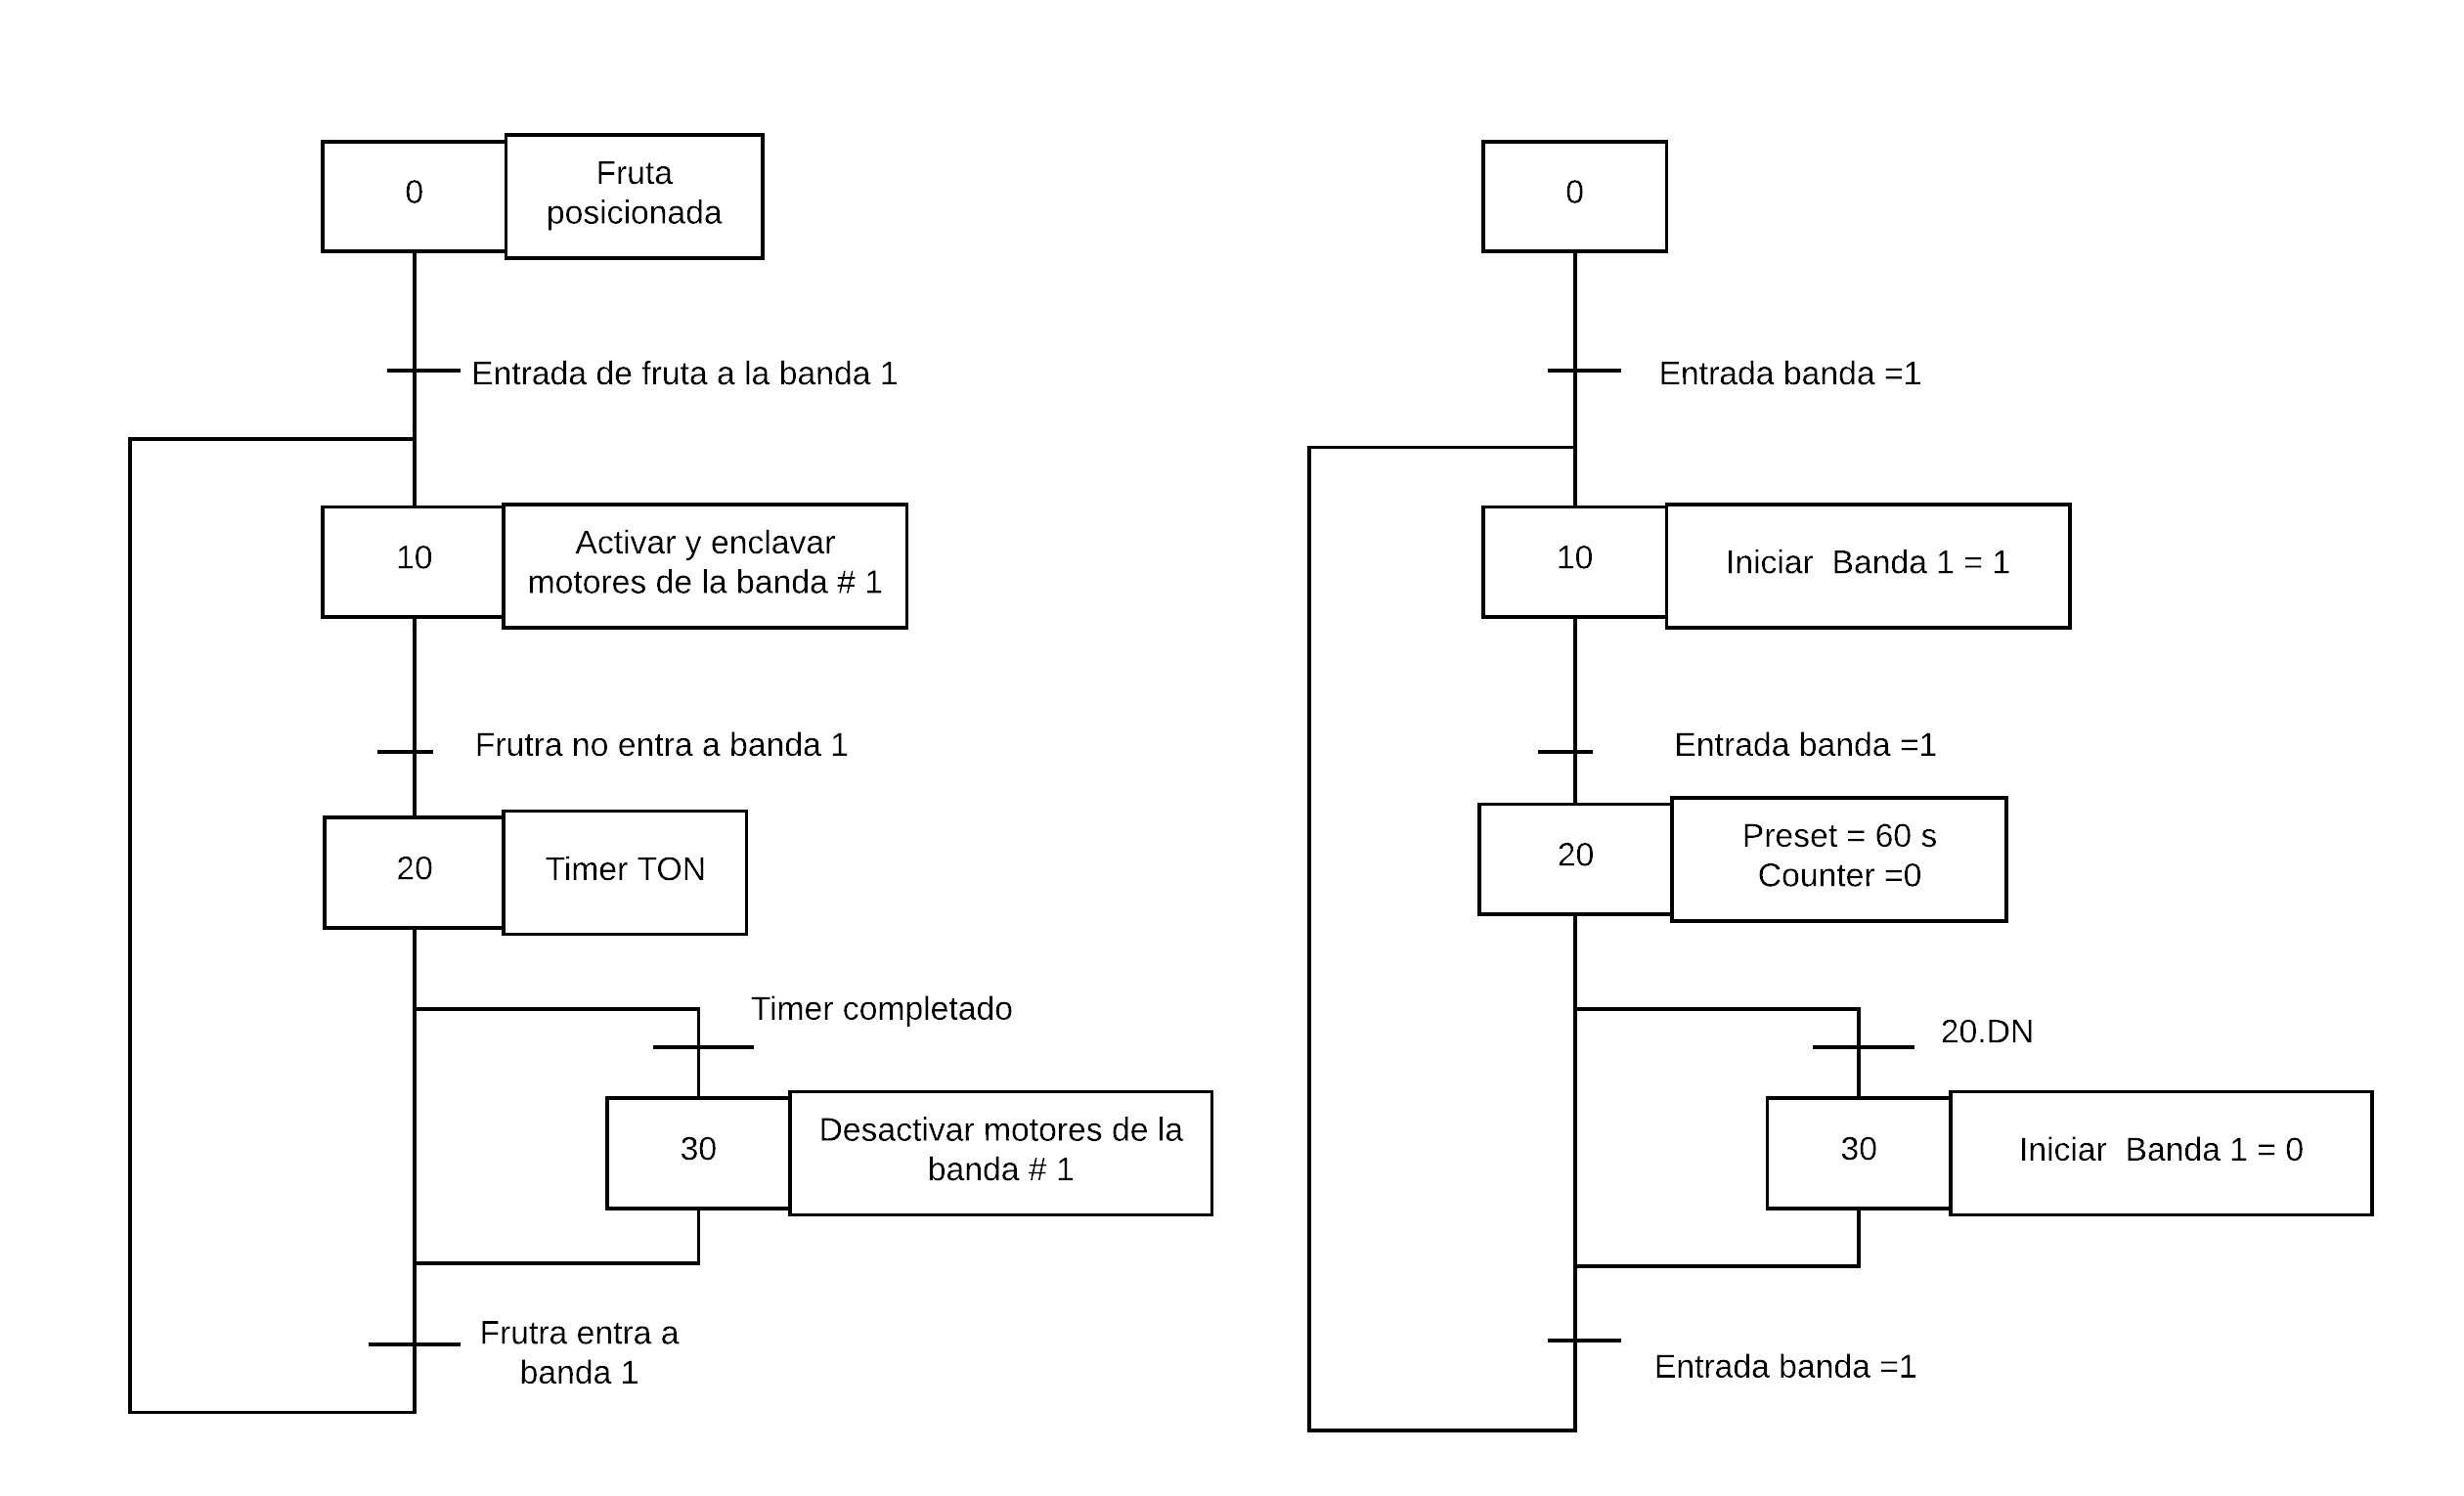 0
Fruta
posicionada
Entrada de fruta a la banda 1
10
Activar y enclavar
motores de la banda # 1
Frutra no entra a banda 1
20
Timer TON
Timer completado
30
Desactivar motores de la
banda # 1
Frutra entra a
banda 1
0
Entrada banda =1
10
Iniciar  Banda 1 = 1
Entrada banda =1
20
Preset = 60 s
Counter =0
20.DN
30
Iniciar  Banda 1 = 0
Entrada banda =1